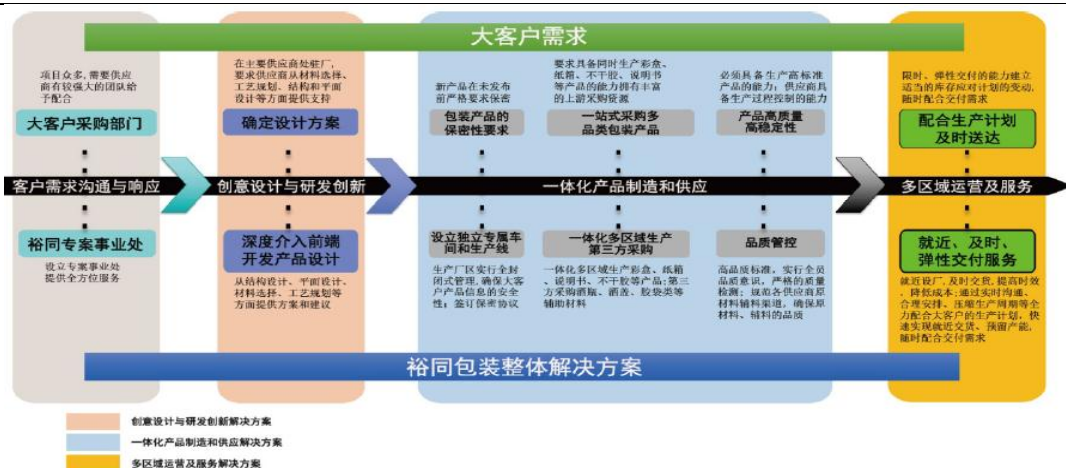 大客户需求
项目众多,需要供应
商有较强大的团队给
予配合
大客户采购部门
在主要供应商处驻厂,
要求供应商从材料选择、
工艺规划、结构和平面
设计等方面提供支持
确定设计方案
新产品在未发布
前严格要求保密
包装产品的
保密性要求
要求具备同时生产彩盒、
纸箱、不干胶、说明书
等产品的能力拥有丰富
的上游采购资源
一站式采购多
品类包装产品
必须具备生产高标准
产品的能力;供应商具
备生产过程控制的能力
产品高质量
高稳定性
限时、弹性交付的能力建立
适当的库存应对计划的变动,
随时配合交付需求
配合生产计划
及时送达
客户需求沟通与响应
创意设计与研发创新
一体化产品制造和供应
多区域运营及服务
裕同专案事业处
设立专案事业处
提供全方位服务
深度介入前端
开发产品设计
从结构设计、平面设计、
材料选择、工艺规划等
方面提供方案和建议
设立独立专属车
间和生产线
生产厂区实行全封
闭式管理,确保大客
户产品信息的安全
性;签订保密协议
一体化多区域生产
第三方采购
一体化多区域生产彩盒、纸箱
、说明书、不干胶等产品;第三
方采购酒瓶、酒盖、胶袋类等
辅助材料
品质管控
高品质标准,实行全员
品质意识,严格的质量
检测;规范各供应商原
材料辅料渠道,确保原
材料、辅料的品质
就近、及时、
弹性交付服务
就近设厂,及时交货,提高时效
、降低成本;通过实时沟通、
合理安排、压缩生产周期等全
力配合大客户的生产计划,快
速实现就近交货、预留产能,
随时配合交付需求
裕同包装整体解决方案
创意设计与研发创新解决方案
一体化产品制造和供应解决方案
多区域运营及服务解决方案